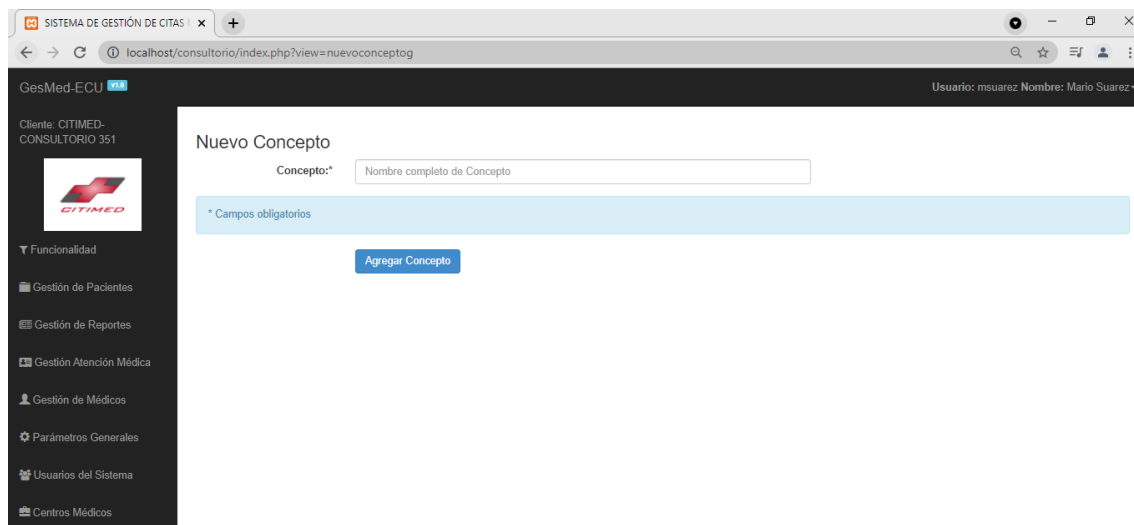 SISTEMA DE GESTIÓN DE CITAS
localhost/consultorio/index.php?view=nuevoconceptog
GesMed-ECU v1.0
Usuario: msuarez Nombre: Mario Suarez
Cliente: CITIMED-
CONSULTORIO 351
CITIMED
Funcionalidad
Gestión de Pacientes
Gestión de Reportes
Gestión Atención Médica
Gestión de Médicos
Parámetros Generales
Usuarios del Sistema
Centros Médicos
Nuevo Concepto
Concepto:* Nombre completo de Concepto
* Campos obligatorios
Agregar Concepto